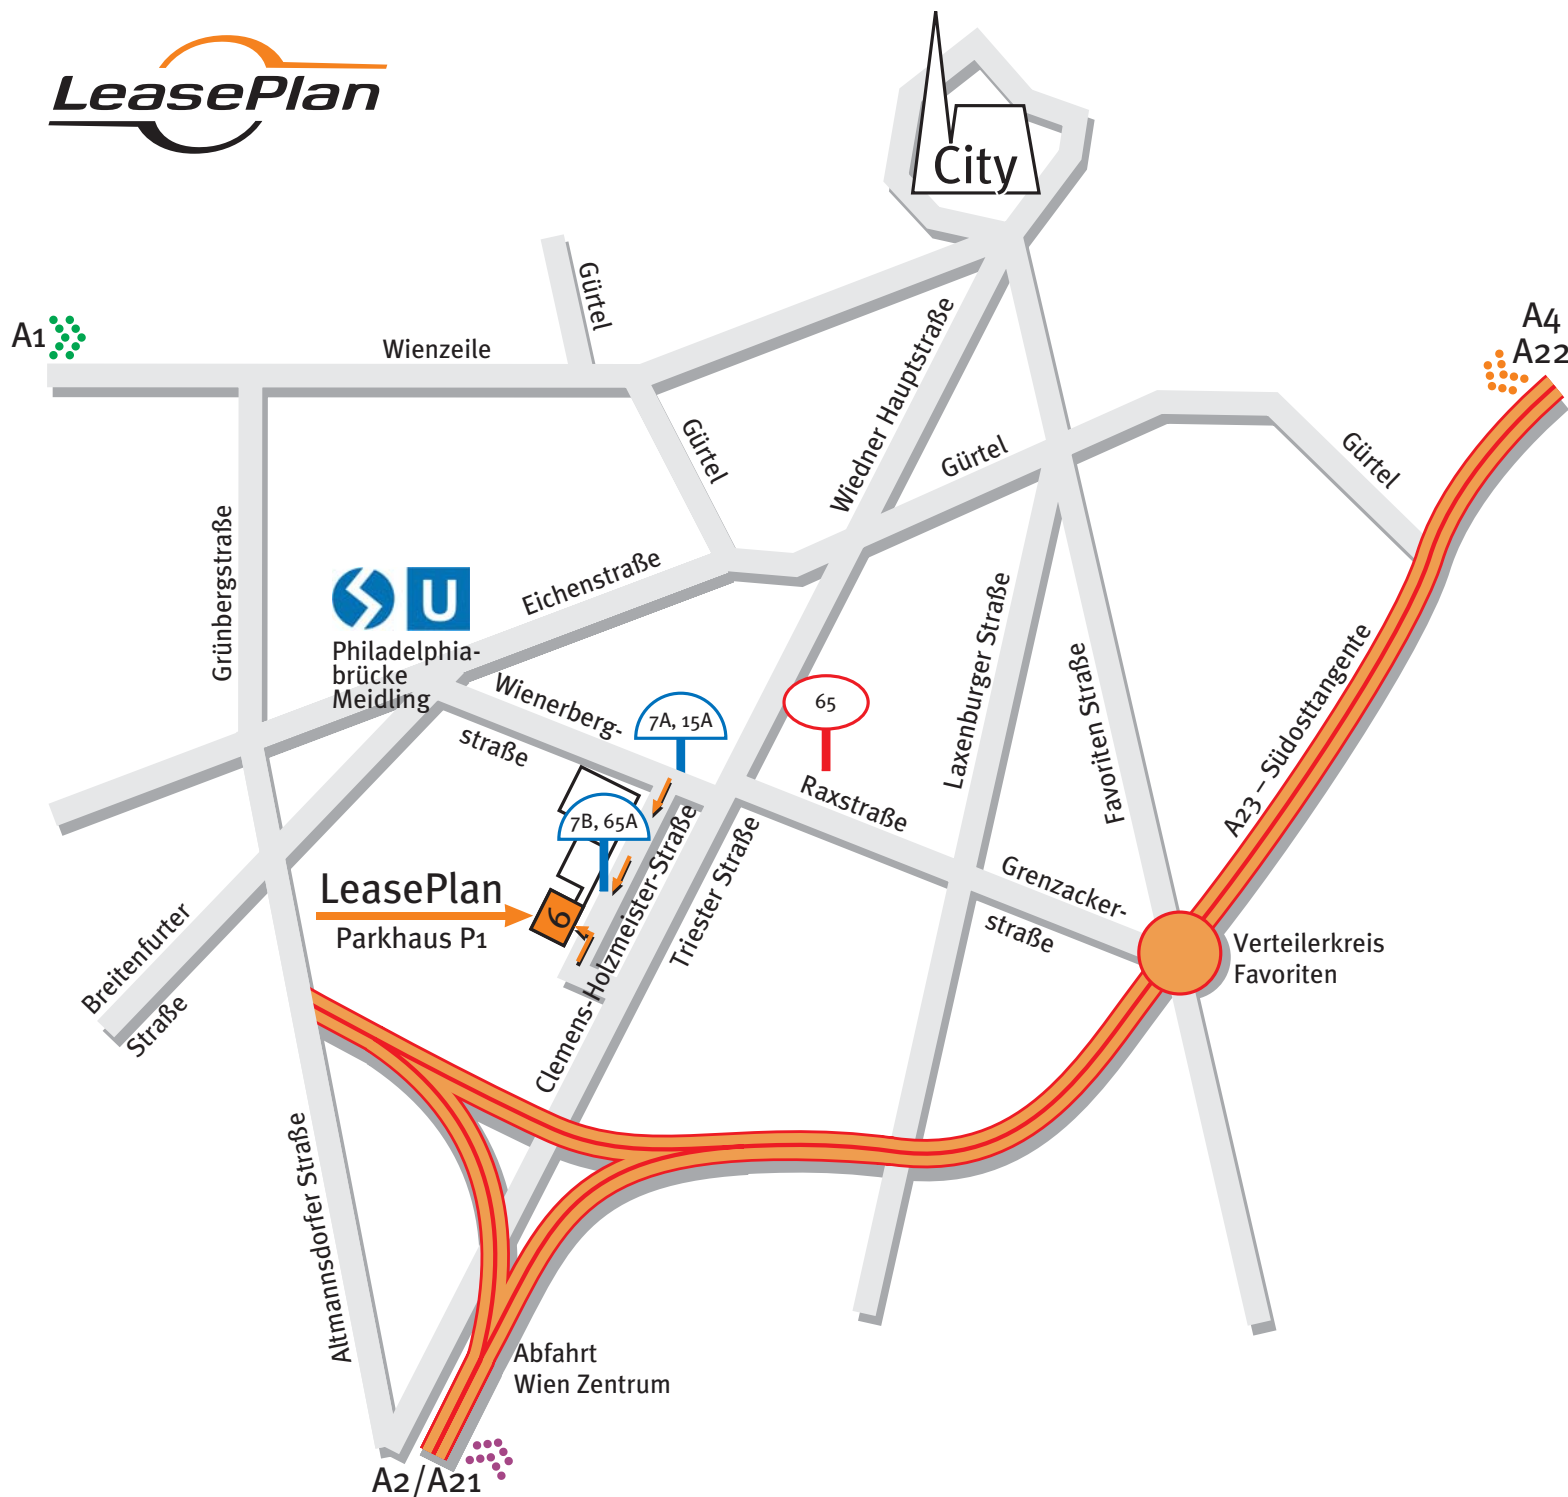 LeasePlan
City
Gürtel
A1
Wienzeile
A4
A22
Wiedner Hauptstraße
Gürtel
Gürtel
Gürtel
Grünbergstraße
Eichenstraße
U
Philadelphia-
brücke
Meidling
Wienerberg-
straße
7A, 15A
65
Laxenburger Straße
Favoriten Straße
A23 – Südosttangente
Raxstraße
7B, 65A
Grenzacker-
straße
LeasePlan
6
Parkhaus P1
Clemens-Holzmeister-Straße
Triester Straße
Verteilerkreis
Favoriten
Breitenfurter
Straße
Altmannsdorfer Straße
Abfahrt
Wien Zentrum
A2/A21